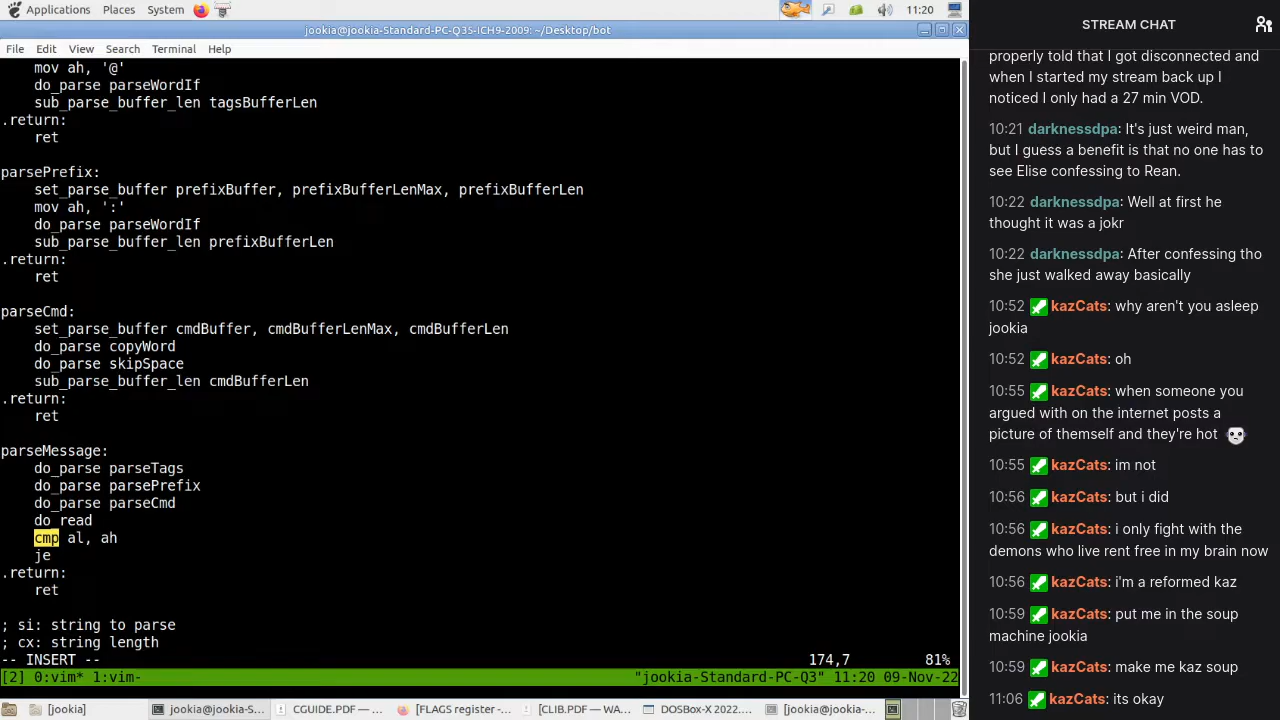 Applications Places System 11:20
jookia@jookia-Standard-PC-Q35-ICH9-2009: ~/Desktop/bot
File Edit View Search Terminal Help
mov ah, '@'
do_parse parseWordIf
sub_parse_buffer_len tagsBufferLen
.return:
ret
parsePrefix:
set_parse_buffer prefixBuffer, prefixBufferLenMax, prefixBufferLen
mov ah, ':'
do_parse parseWordIf
sub_parse_buffer_len prefixBufferLen
.return:
ret
parseCmd:
set_parse_buffer cmdBuffer, cmdBufferLenMax, cmdBufferLen
do_parse copyWord
do_parse skipSpace
sub_parse_buffer_len cmdBufferLen
.return:
ret
parseMessage:
do_parse parseTags
do_parse parsePrefix
do_parse parseCmd
do_read
cmp al, ah
je
.return:
ret
; si: string to parse
; cx: string length
-- INSERT -- 174,7 81%
[2] 0:vim* 1:vim- "jookia-Standard-PC-Q3" 11:20 09-Nov-22
[jookia] jookia@jookia-S... CGUIDE.PDF — ... [FLAGS register -... [CLIB.PDF — WA... DOSBox-X 2022.... [jookia@jookia-...
STREAM CHAT
properly told that I got disconnected and
when I started my stream back up I
noticed I only had a 27 min VOD.
10:21 darknessdpa: It's just weird man,
but I guess a benefit is that no one has to
see Elise confessing to Rean.
10:22 darknessdpa: Well at first he
thought it was a jokr
10:22 darknessdpa: After confessing tho
she just walked away basically
10:52 kazCats: why aren't you asleep
jookia
10:52 kazCats: oh
10:55 kazCats: when someone you
argued with on the internet posts a
picture of themself and they're hot
10:55 kazCats: im not
10:56 kazCats: but i did
10:56 kazCats: i only fight with the
demons who live rent free in my brain now
10:56 kazCats: i'm a reformed kaz
10:59 kazCats: put me in the soup
machine jookia
10:59 kazCats: make me kaz soup
11:06 kazCats: its okay